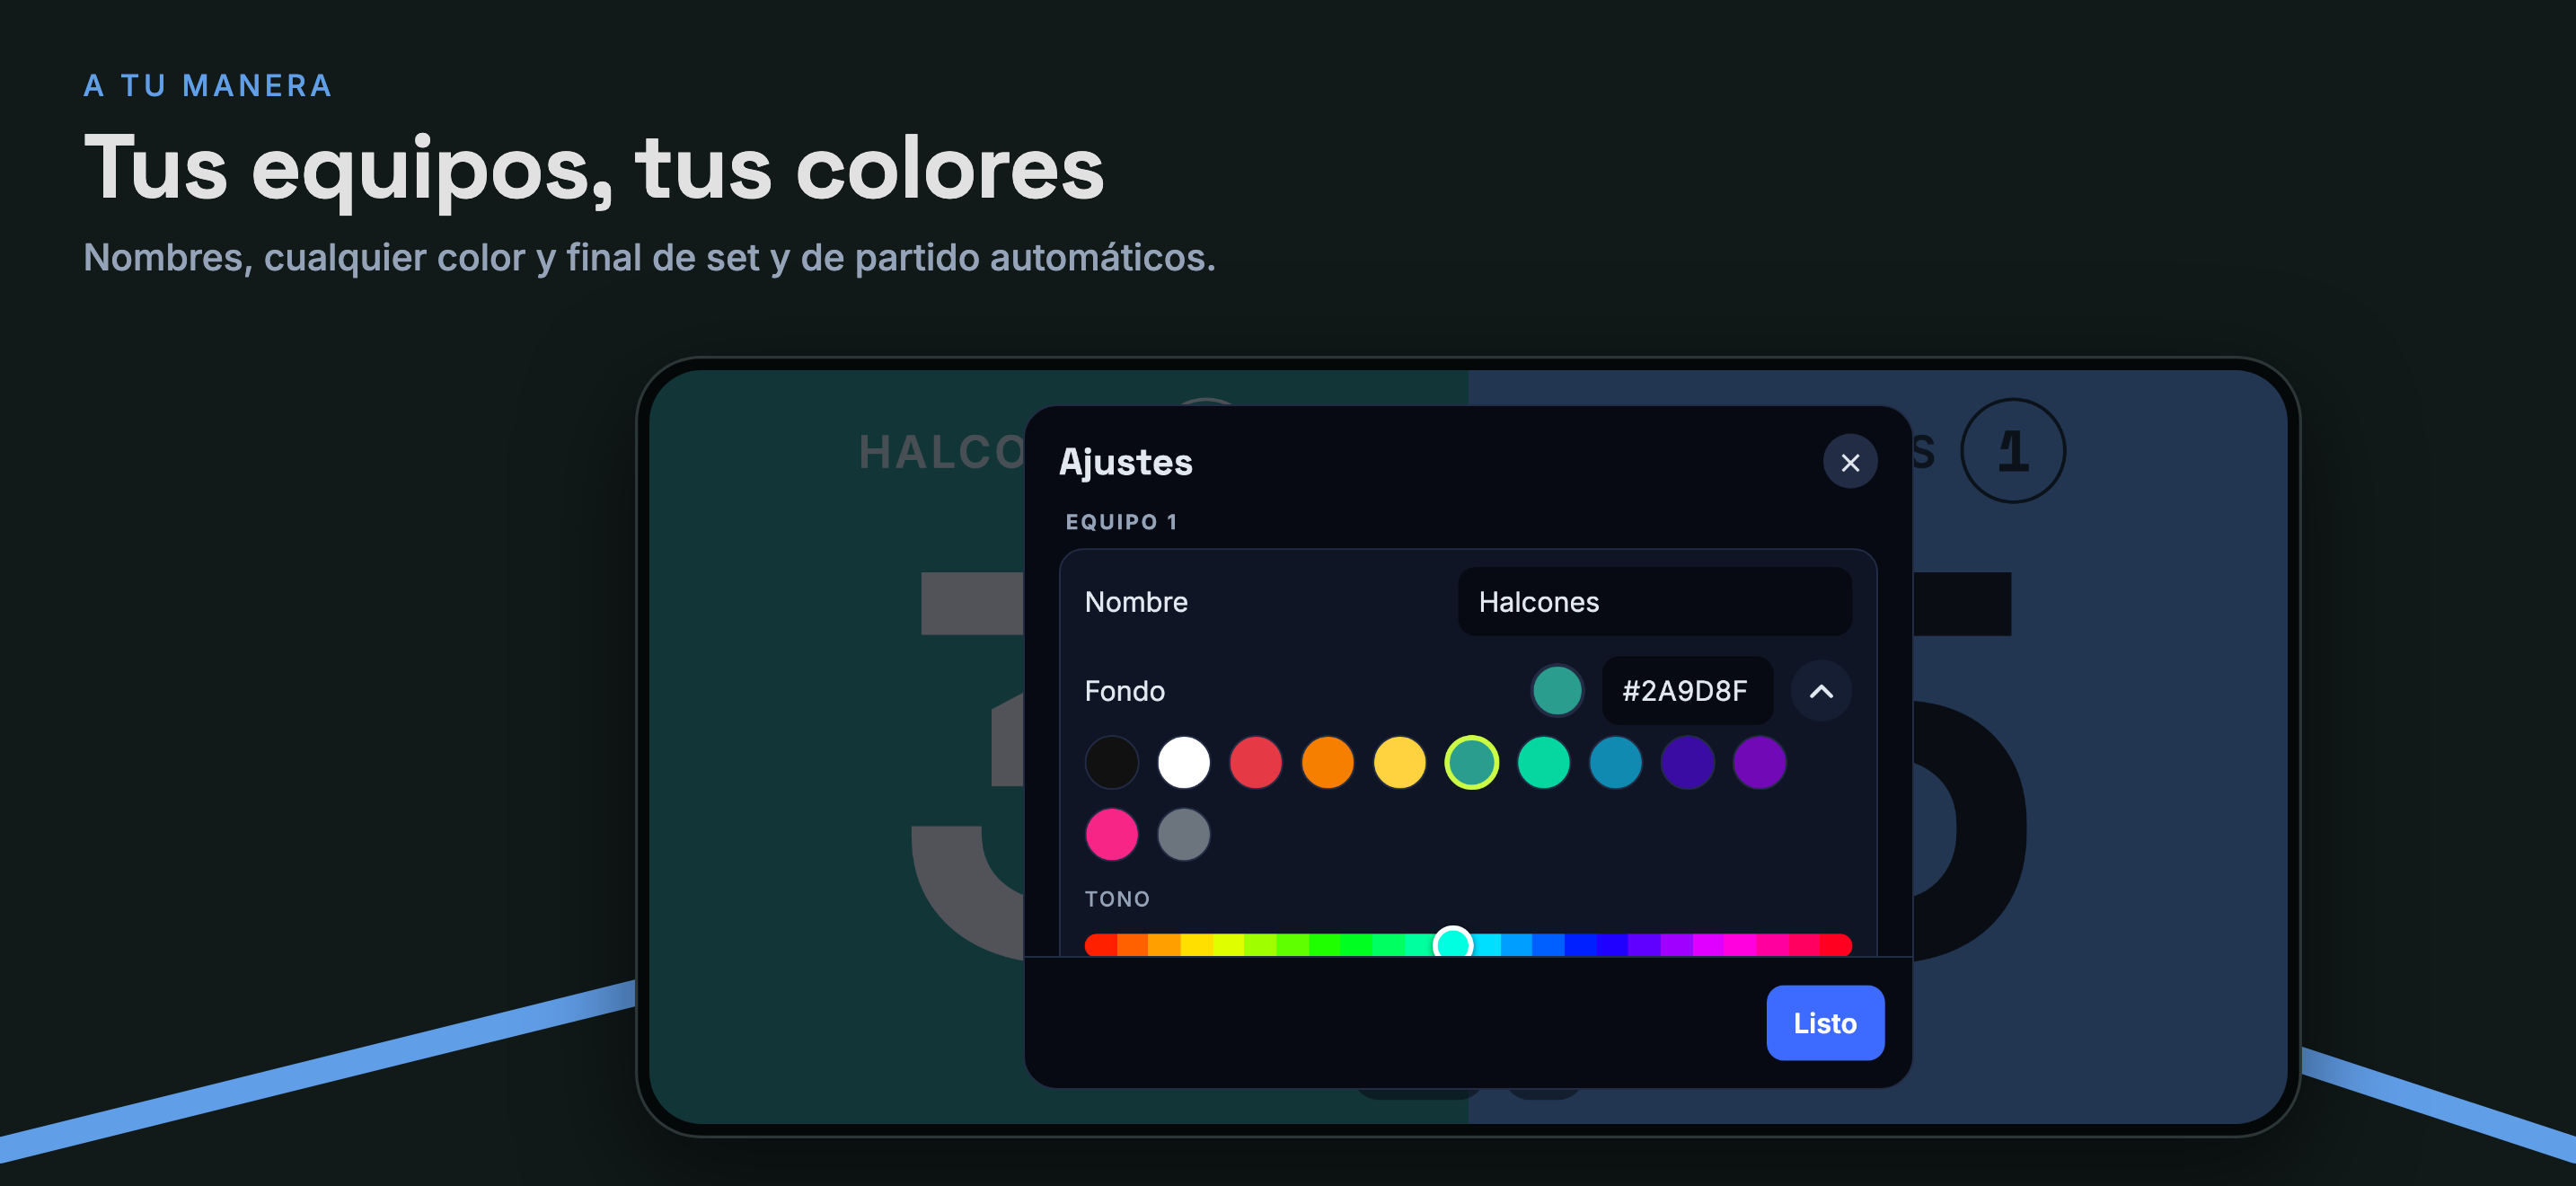 A TU MANERA
Tus equipos, tus colores
Nombres, cualquier color y final de set y de partido automáticos.
HALCO
S
1
Ajustes
EQUIPO 1
Nombre
Halcones
Fondo
#2A9D8F
TONO
Listo